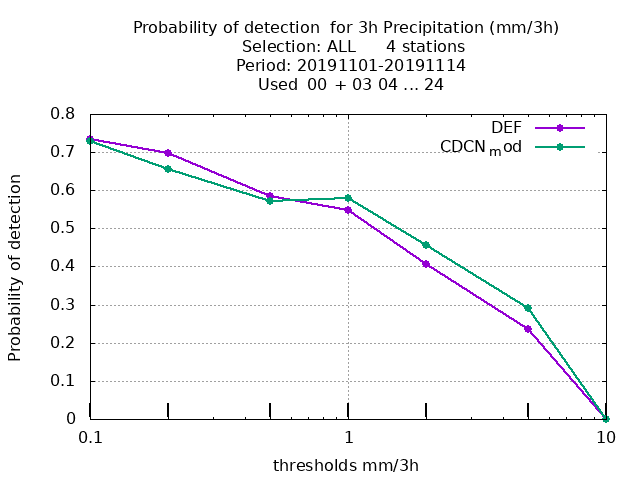 Probability of detection  for 3h Precipitation (mm/3h)
Selection: ALL      4 stations
Period: 20191101-20191114
Used  00  + 03 04 ... 24
DEF
CDCN_mod
0.8
0.7
0.6
0.5
0.4
0.3
0.2
0.1
0
Probability of detection
0.1 1 10
thresholds mm/3h